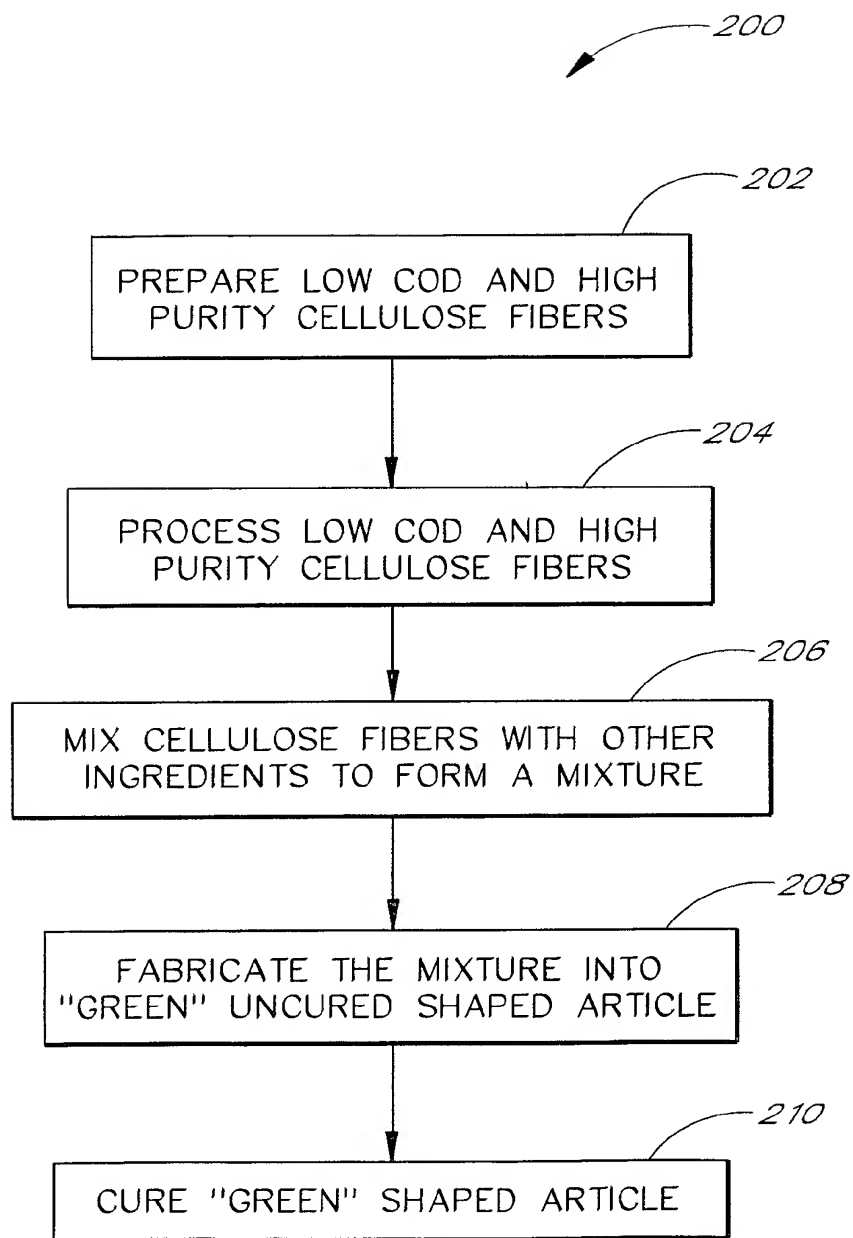 200
202
PREPARE LOW COD AND HIGH
PURITY CELLULOSE FIBERS
204
PROCESS LOW COD AND HIGH
PURITY CELLULOSE FIBERS
206
MIX CELLULOSE FIBERS WITH OTHER
INGREDIENTS TO FORM A MIXTURE
208
FABRICATE THE MIXTURE INTO
"GREEN" UNCURED SHAPED ARTICLE
210
CURE "GREEN" SHAPED ARTICLE